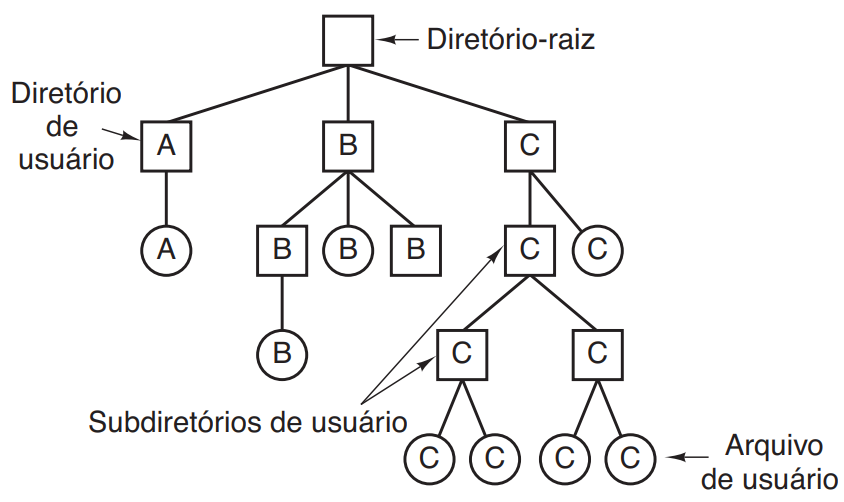 Diretório-raiz
Diretório
de
usuário
A
B
C
A
B
B
B
C
C
B
C
C
Subdiretórios de usuário
C
C
C
C
Arquivo
de usuário